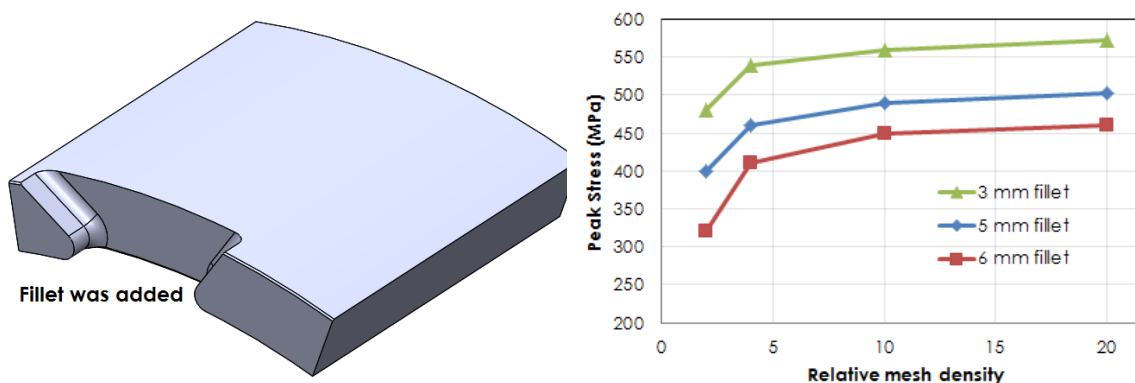 Fillet was added
Peak Stress (MPa)
600
550
500
450
400
350
300
250
200
3 mm fillet
5 mm fillet
6 mm fillet
0 5 10 15 20
Relative mesh density